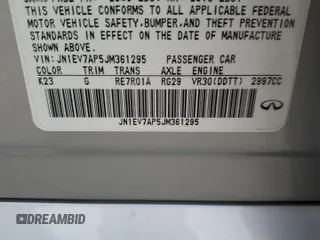 THIS VEHICLE CONFORMS TO ALL APPLICABLE FEDERAL
MOTOR VEHICLE SAFETY, BUMPER, AND THEFT PREVENTION
STANDARDS IN EFFECT ON THE DATE OF MANUFACTURE SHOWN
ABOVE.
VIN: JN1EV7AP5JM361295 PASSENGER CAR
COLOR TRIM TRANS AXLE ENGINE
K23 G RE7R01A RG29 VR30(DDTT) 2997CC
JN1EV7AP5JM361295
INFINITI
DREAMBID